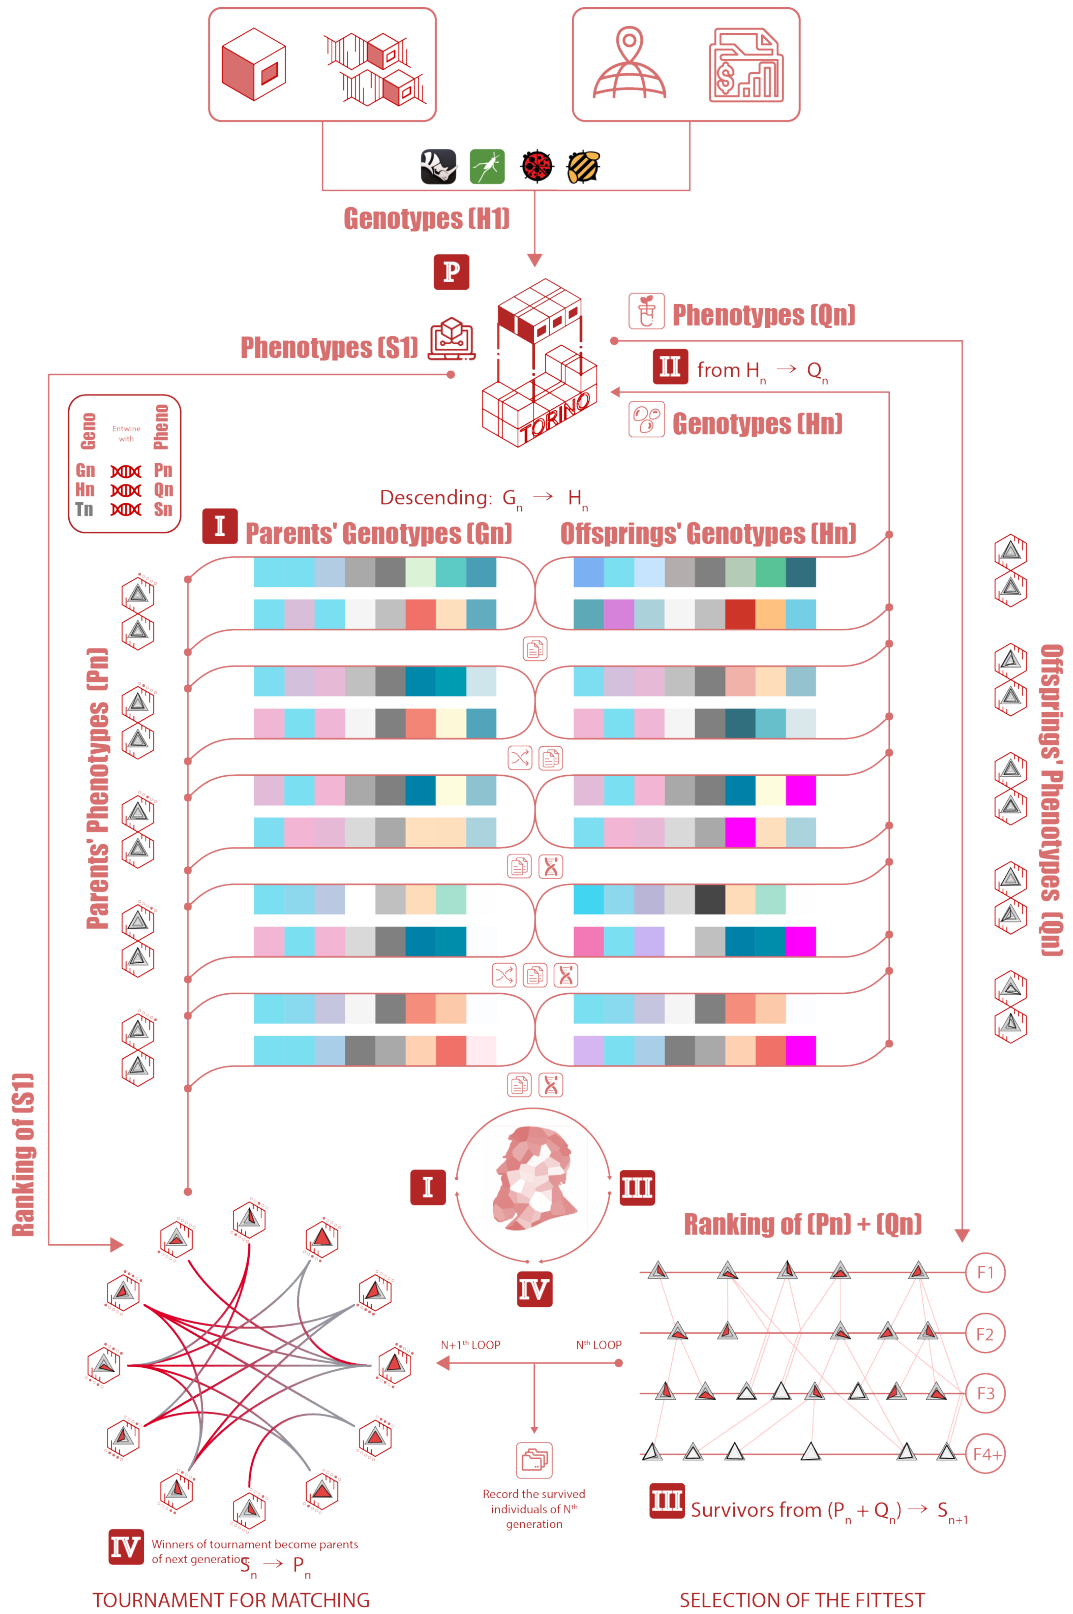 Genotypes (H1)
P
Phenotypes (S1)
Phenotypes (Qn)
II
from Hn → Qn
Genotypes (Hn)
TORINO
Geno
Entwine
with
Pheno
Gn Pn
Hn Qn
Tn Sn
Descending: Gn → Hn
I
Parents' Genotypes (Gn)
Offsprings' Genotypes (Hn)
Parents' Phenotypes (Pn)
Offsprings' Phenotypes (Qn)
Ranking of (S1)
I
III
IV
Ranking of (Pn) + (Qn)
F1
F2
F3
F4+
N+1th LOOP
Nth LOOP
Record the survived
individuals of Nth
generation
III
Survivors from (Pn + Qn) → Sn+1
IV
Winners of tournament become parents
of next generation.
Sn → Pn
TOURNAMENT FOR MATCHING
SELECTION OF THE FITTEST